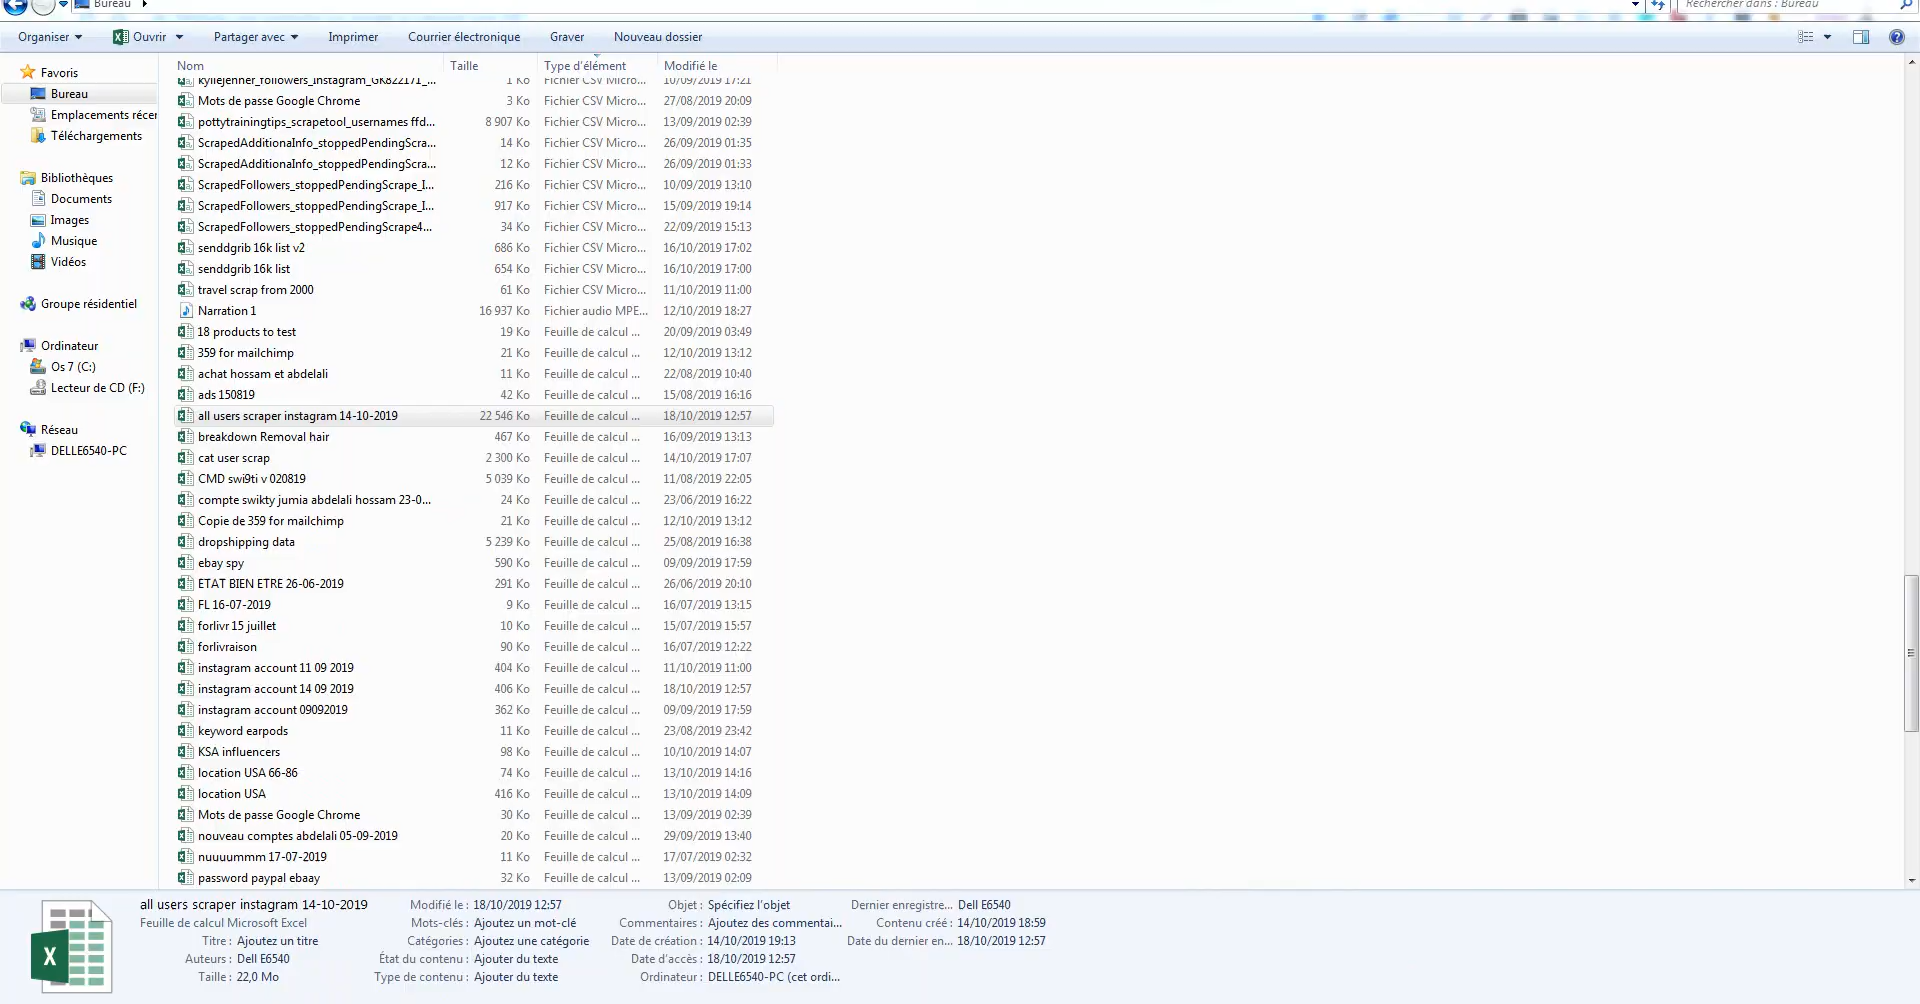 Bureau
Rechercher dans : Bureau
Organiser
Ouvrir
Partager avec
Imprimer
Courrier électronique
Graver
Nouveau dossier
Favoris
Bureau
Emplacements récer
Téléchargements
Bibliothèques
Documents
Images
Musique
Vidéos
Groupe résidentiel
Ordinateur
Os 7 (C:)
Lecteur de CD (F:)
Réseau
DELLE6540-PC
Nom Taille Type d'élément Modifié le
kyliejenner_followers_instagram_GK822171_... 1 Ko Fichier CSV Micro... 10/09/2019 17:21
Mots de passe Google Chrome 3 Ko Fichier CSV Micro... 27/08/2019 20:09
pottytrainingtips_scrapetool_usernames ffd... 8 907 Ko Fichier CSV Micro... 13/09/2019 02:39
ScrapedAdditionaInfo_stoppedPendingScra... 14 Ko Fichier CSV Micro... 26/09/2019 01:35
ScrapedAdditionaInfo_stoppedPendingScra... 12 Ko Fichier CSV Micro... 26/09/2019 01:33
ScrapedFollowers_stoppedPendingScrape_I... 216 Ko Fichier CSV Micro... 10/09/2019 13:10
ScrapedFollowers_stoppedPendingScrape_I... 917 Ko Fichier CSV Micro... 15/09/2019 19:14
ScrapedFollowers_stoppedPendingScrape4... 34 Ko Fichier CSV Micro... 22/09/2019 15:13
senddgrib 16k list v2 686 Ko Fichier CSV Micro... 16/10/2019 17:02
senddgrib 16k list 654 Ko Fichier CSV Micro... 16/10/2019 17:00
travel scrap from 2000 61 Ko Fichier CSV Micro... 11/10/2019 11:00
Narration 1 16 937 Ko Fichier audio MPE... 12/10/2019 18:27
18 products to test 19 Ko Feuille de calcul ... 20/09/2019 03:49
359 for mailchimp 21 Ko Feuille de calcul ... 12/10/2019 13:12
achat hossam et abdelali 11 Ko Feuille de calcul ... 22/08/2019 10:40
ads 150819 42 Ko Feuille de calcul ... 15/08/2019 16:16
all users scraper instagram 14-10-2019 22 546 Ko Feuille de calcul ... 18/10/2019 12:57
breakdown Removal hair 467 Ko Feuille de calcul ... 16/09/2019 13:13
cat user scrap 2 300 Ko Feuille de calcul ... 14/10/2019 17:07
CMD swi9ti v 020819 5 039 Ko Feuille de calcul ... 11/08/2019 22:05
compte swikty jumia abdelali hossam 23-0... 24 Ko Feuille de calcul ... 23/06/2019 16:22
Copie de 359 for mailchimp 21 Ko Feuille de calcul ... 12/10/2019 13:12
dropshipping data 5 239 Ko Feuille de calcul ... 25/08/2019 16:38
ebay spy 590 Ko Feuille de calcul ... 09/09/2019 17:59
ETAT BIEN ETRE 26-06-2019 291 Ko Feuille de calcul ... 26/06/2019 20:10
FL 16-07-2019 9 Ko Feuille de calcul ... 16/07/2019 13:15
forlivr 15 juillet 10 Ko Feuille de calcul ... 15/07/2019 15:57
forlivraison 90 Ko Feuille de calcul ... 16/07/2019 12:22
instagram account 11 09 2019 404 Ko Feuille de calcul ... 11/10/2019 11:00
instagram account 14 09 2019 406 Ko Feuille de calcul ... 18/10/2019 12:57
instagram account 09092019 362 Ko Feuille de calcul ... 09/09/2019 17:59
keyword earpods 11 Ko Feuille de calcul ... 23/08/2019 23:42
KSA influencers 98 Ko Feuille de calcul ... 10/10/2019 14:07
location USA 66-86 74 Ko Feuille de calcul ... 13/10/2019 14:16
location USA 416 Ko Feuille de calcul ... 13/10/2019 14:09
Mots de passe Google Chrome 30 Ko Feuille de calcul ... 13/09/2019 02:39
nouveau comptes abdelali 05-09-2019 20 Ko Feuille de calcul ... 29/09/2019 13:40
nuuuummm 17-07-2019 11 Ko Feuille de calcul ... 17/07/2019 02:32
password paypal ebaay 32 Ko Feuille de calcul ... 13/09/2019 02:09
all users scraper instagram 14-10-2019 Modifié le : 18/10/2019 12:57 Objet : Spécifiez l'objet Dernier enregistre... Dell E6540
Feuille de calcul Microsoft Excel Mots-clés : Ajoutez un mot-clé Commentaires : Ajoutez des commentai... Contenu créé : 14/10/2019 18:59
Titre : Ajoutez un titre Catégories : Ajoutez une catégorie Date de création : 14/10/2019 19:13 Date du dernier en... 18/10/2019 12:57
Auteurs : Dell E6540 État du contenu : Ajouter du texte Date d'accès : 18/10/2019 12:57
Taille : 22,0 Mo Type de contenu : Ajouter du texte Ordinateur : DELLE6540-PC (cet ordi...